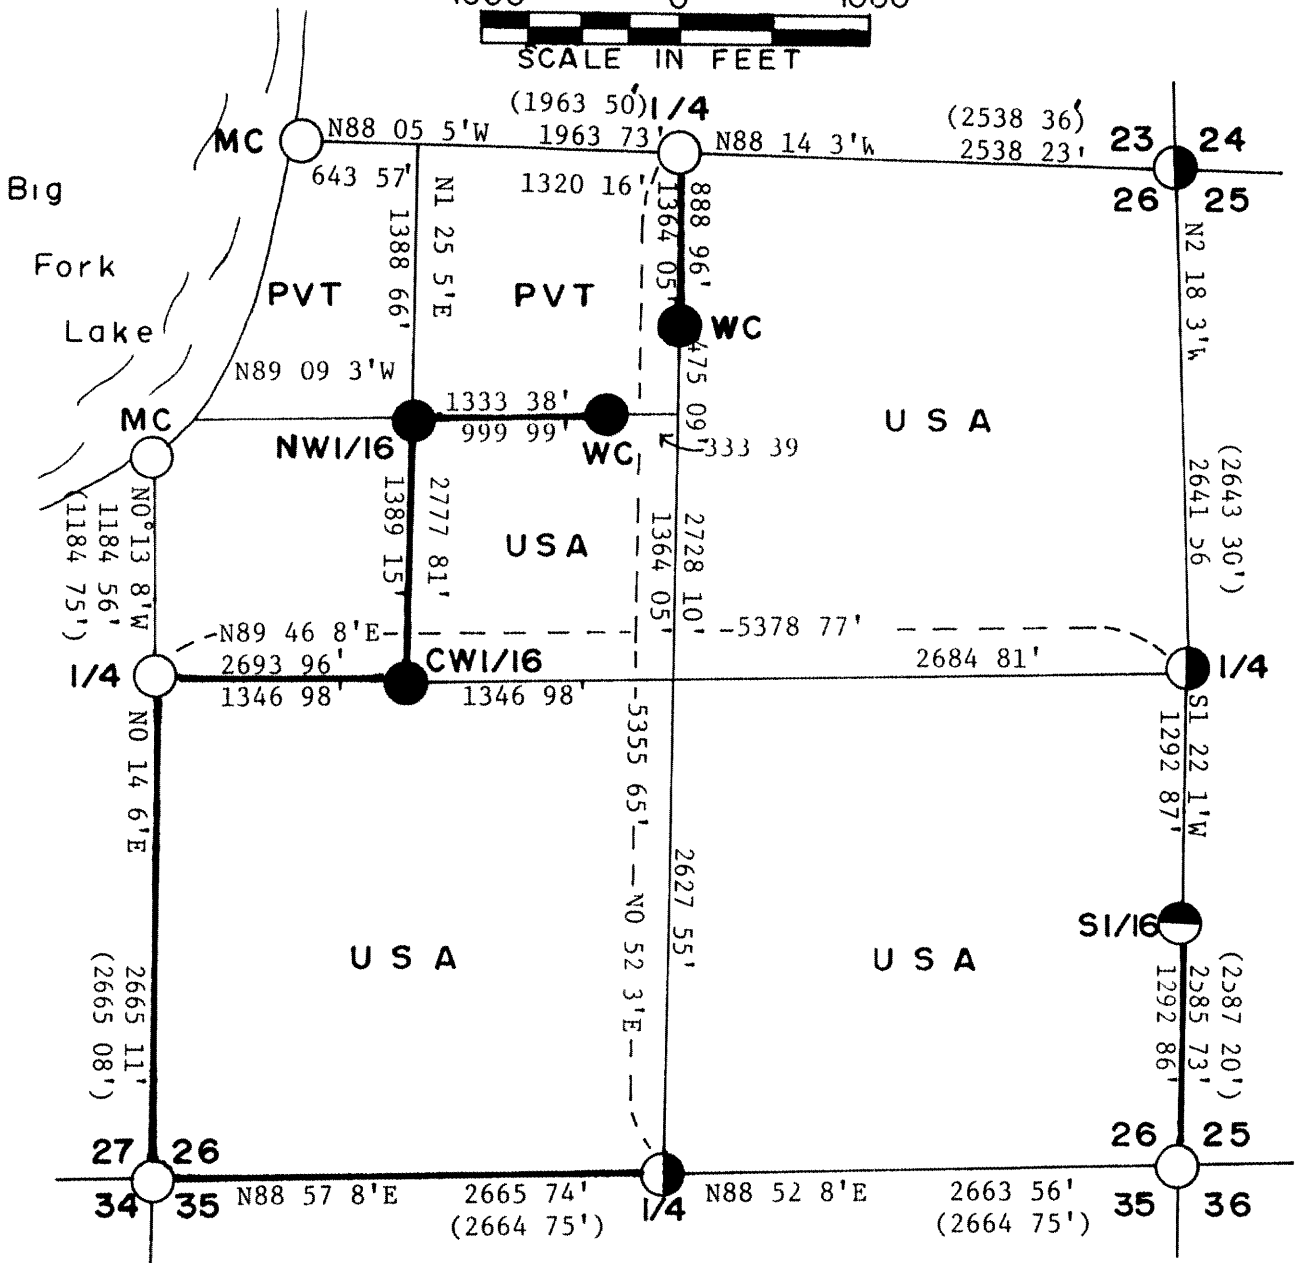 1000 0 1000
SCALE IN FEET
(1963 50') 1/4
MC N88 05 5'W 1963 73' N88 14 3'W
(2538 36')
2538 23'
23 24
26 25
643 57' 1320 16'
N1 25 5'E
1388 66'
1364 05'
888 96'
N2 18 3'W
Big
Fork
Lake
PVT PVT
WC
475 09'
N89 09 3'W
MC
1333 38'
999 99'
NW1/16
WC
333 39
USA
N0°13 8'W
1184 56'
(1184 75')
1389 15'
2777 81'
USA
1364 05'
2728 10'
2641 56
(2643 30')
N89 46 8'E
5378 77'
2693 96' CW1/16
2684 81'
1/4
1346 98' 1346 98'
1/4
N0 14 6'E
5355 65'
S1 22 1'W
1292 87'
2627 55'
N0 52 3'E
S1/16
USA USA
2665 11'
(2665 08')
1292 86'
2585 73'
(2587 20')
27 26
34 35
26 25
35 36
N88 57 8'E 2665 74'
(2664 75')
1/4
N88 52 8'E 2663 56'
(2664 75')